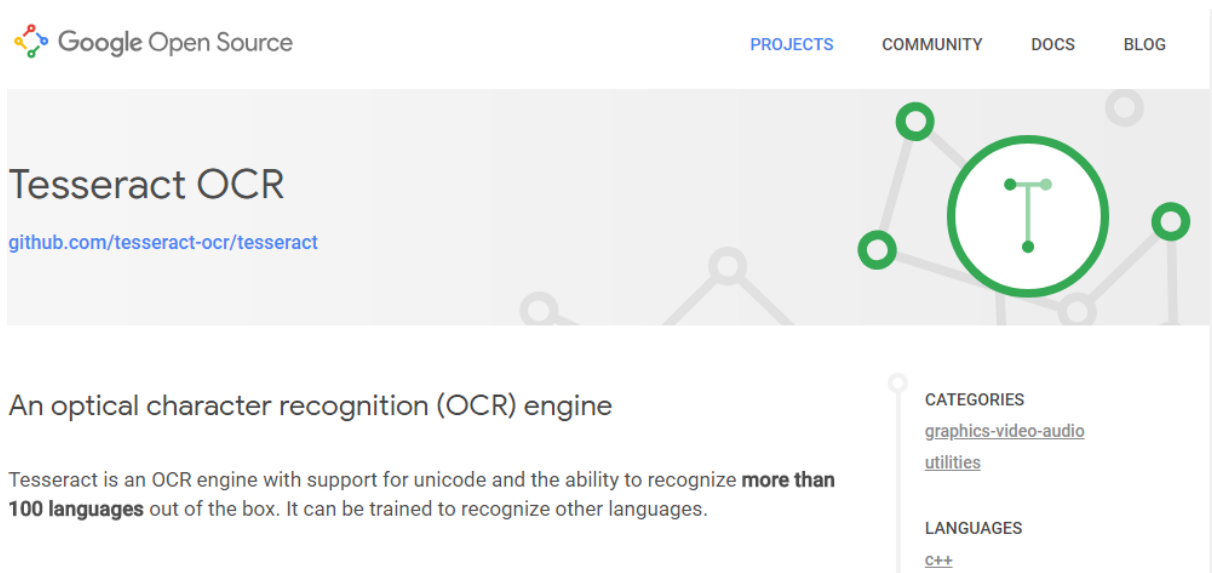 Google Open Source
PROJECTS COMMUNITY DOCS BLOG
Tesseract OCR
github.com/tesseract-ocr/tesseract
T
An optical character recognition (OCR) engine
Tesseract is an OCR engine with support for unicode and the ability to recognize more than
100 languages out of the box. It can be trained to recognize other languages.
CATEGORIES
graphics-video-audio
utilities
LANGUAGES
c++